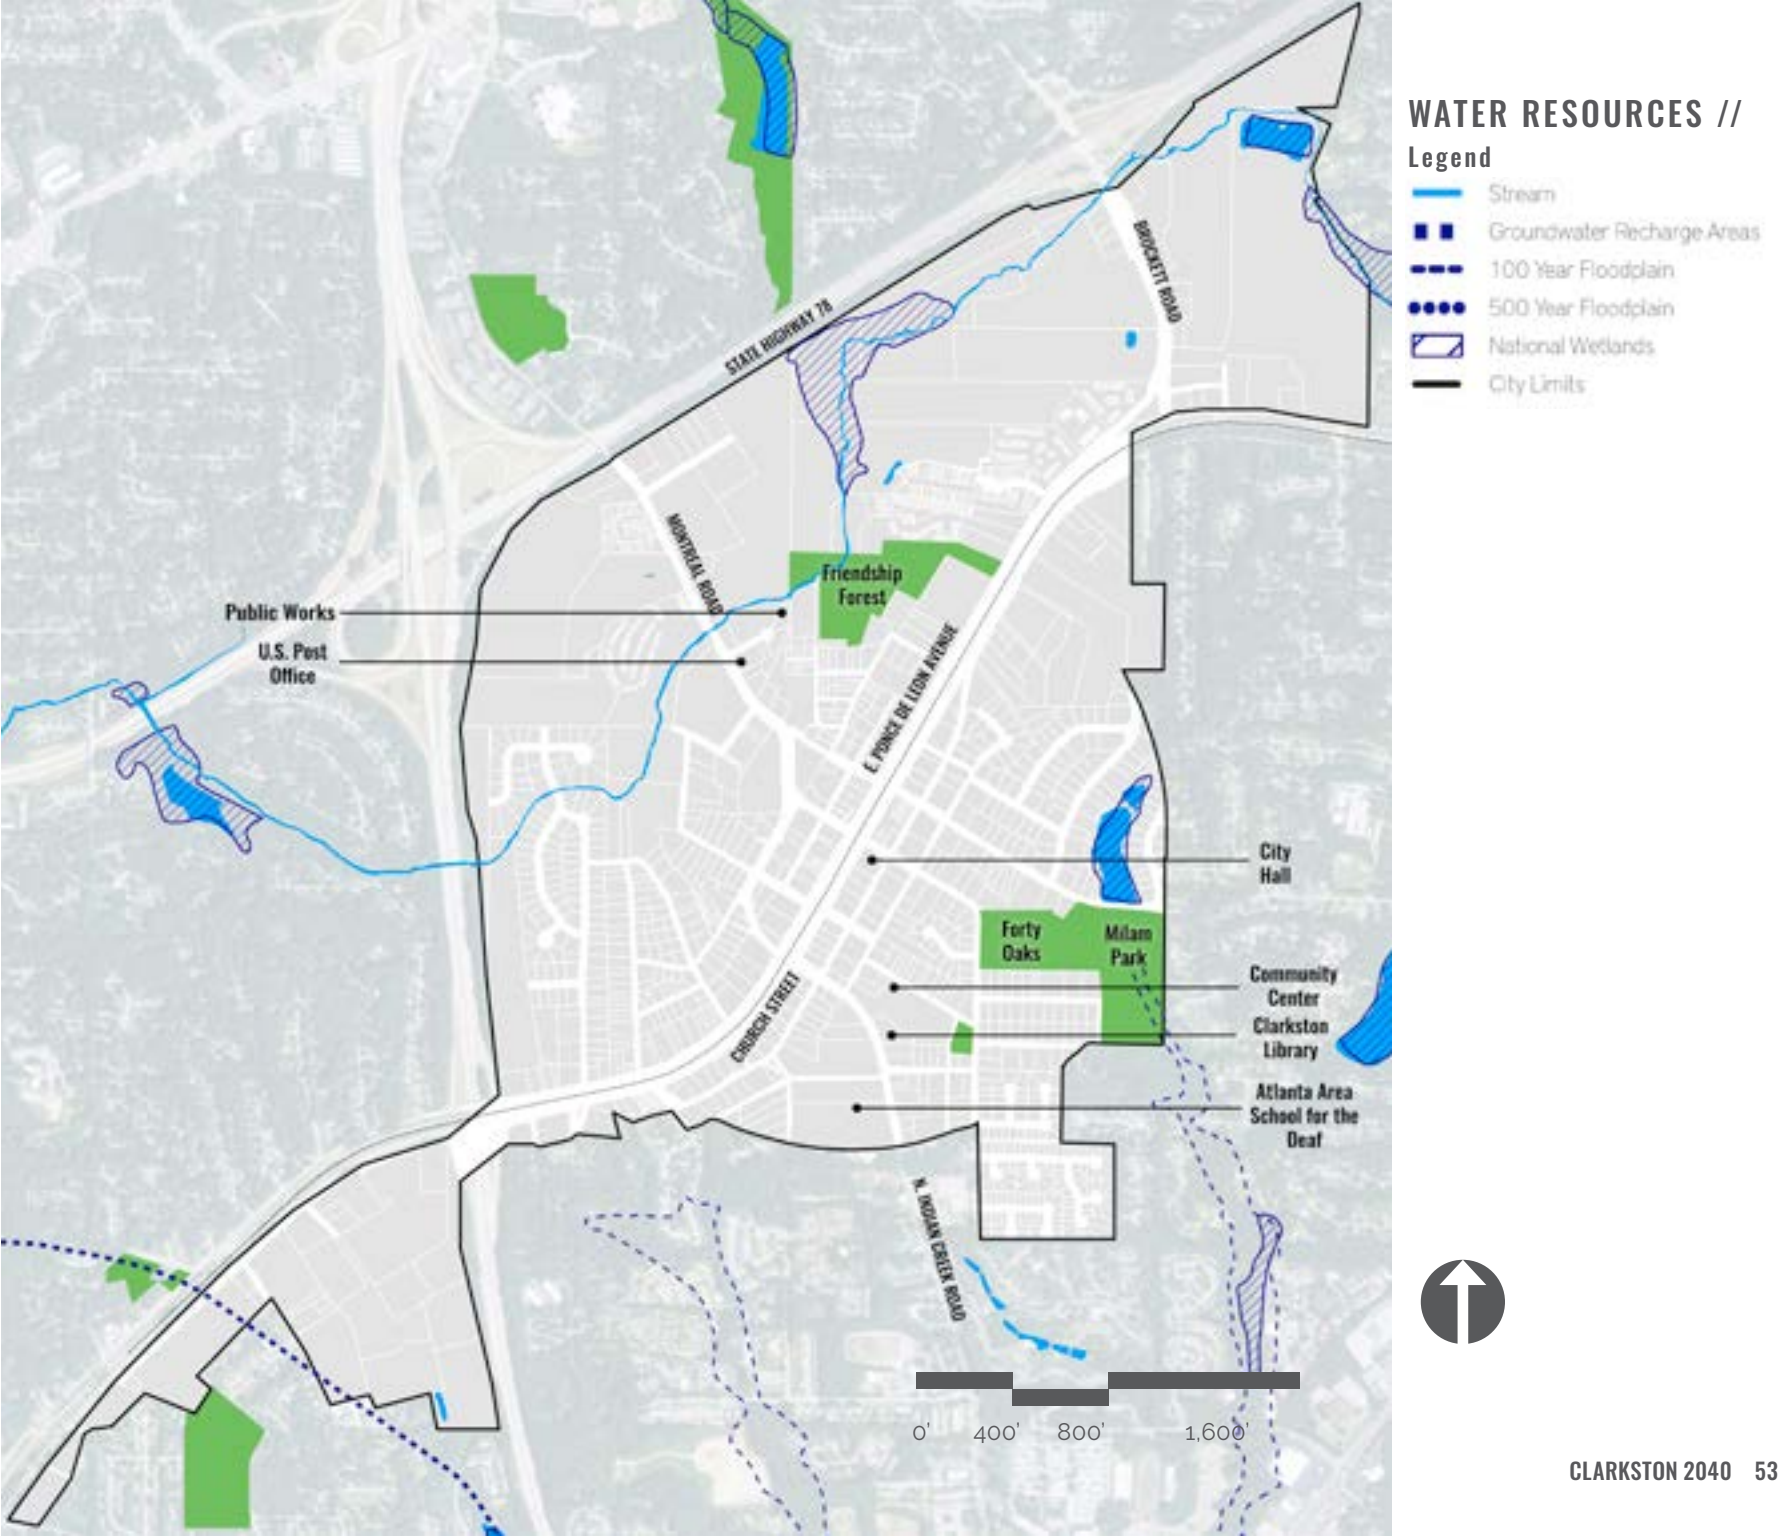 WATER RESOURCES //
Legend
Stream
Groundwater Recharge Areas
100 Year Floodplain
500 Year Floodplain
National Wetlands
City Limits
BROCKETT ROAD
STATE HIGHWAY 78
MONTREAL ROAD
Friendship
Forest
Public Works
U.S. Post
Office
E. PONCE DE LEON AVENUE
City
Hall
Forty
Oaks
Milam
Park
Community
Center
CHURCH STREET
Clarkston
Library
Atlanta Area
School for the
Deaf
N. INDIAN CREEK ROAD
0' 400' 800' 1,600'
CLARKSTON 2040 53